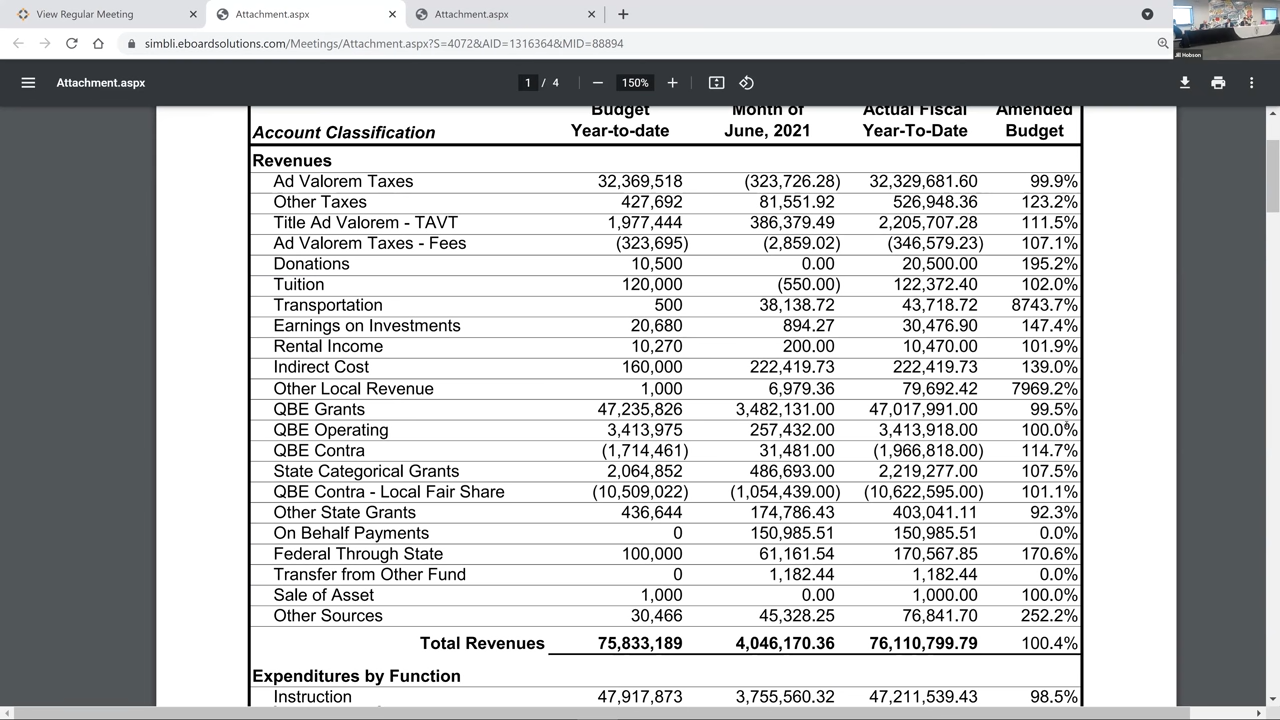 View Regular Meeting
Attachment.aspx
Attachment.aspx
simbli.eboardsolutions.com/Meetings/Attachment.aspx?S=4076&AID=1316364&MID=88894
Jill Hobson
Attachment.aspx
1 / 4
150%
Budget Month of Actual Fiscal Amended
Account Classification Year-to-date June, 2021 Year-To-Date Budget
Revenues
Ad Valorem Taxes 32,369,518 (323,726.28) 32,329,681.60 99.9%
Other Taxes 427,692 81,551.92 526,948.36 123.2%
Title Ad Valorem - TAVT 1,977,444 386,379.49 2,205,707.28 111.5%
Ad Valorem Taxes - Fees (323,695) (2,859.02) (346,579.23) 107.1%
Donations 10,500 0.00 20,500.00 195.2%
Tuition 120,000 (550.00) 122,372.40 102.0%
Transportation 500 38,138.72 43,718.72 8743.7%
Earnings on Investments 20,680 894.27 30,476.90 147.4%
Rental Income 10,270 200.00 10,470.00 101.9%
Indirect Cost 160,000 222,419.73 222,419.73 139.0%
Other Local Revenue 1,000 6,979.36 79,692.42 7969.2%
QBE Grants 47,235,826 3,482,131.00 47,017,991.00 99.5%
QBE Operating 3,413,975 257,432.00 3,413,918.00 100.0%
QBE Contra (1,714,461) 31,481.00 (1,966,818.00) 114.7%
State Categorical Grants 2,064,852 486,693.00 2,219,277.00 107.5%
QBE Contra - Local Fair Share (10,509,022) (1,054,439.00) (10,622,595.00) 101.1%
Other State Grants 436,644 174,786.43 403,041.11 92.3%
On Behalf Payments 0 150,985.51 150,985.51 0.0%
Federal Through State 100,000 61,161.54 170,567.85 170.6%
Transfer from Other Fund 0 1,182.44 1,182.44 0.0%
Sale of Asset 1,000 0.00 1,000.00 100.0%
Other Sources 30,466 45,328.25 76,841.70 252.2%
Total Revenues 75,833,189 4,046,170.36 76,110,799.79 100.4%
Expenditures by Function
Instruction 47,917,873 3,755,560.32 47,211,539.43 98.5%